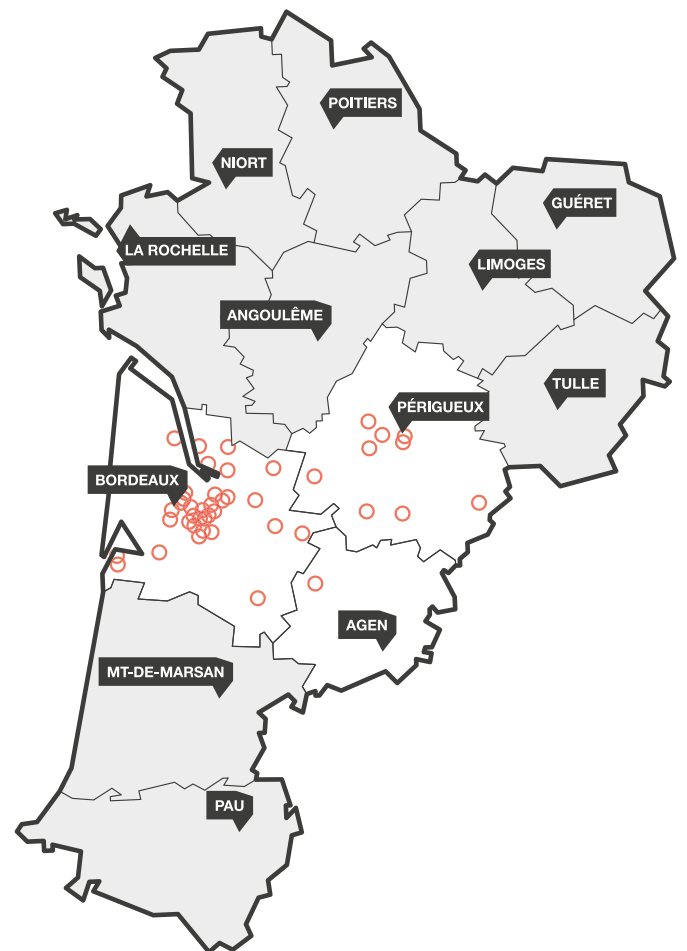 POITIERS
NIORT
GUÉRET
LA ROCHELLE
LIMOGES
ANGOULÊME
TULLE
PÉRIGUEUX
BORDEAUX
AGEN
MT-DE-MARSAN
PAU